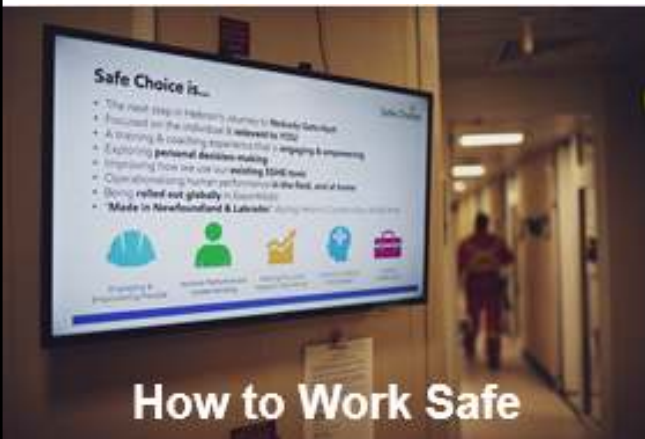 Safe Choice is...
• The next step in Hebron's journey to Nobody Gets Hurt
• Focused on the individual & relevant to YOU
• A training & coaching experience that is engaging & empowering
• Exploring personal decision-making
• Improving how we use our existing SSHE tools
• Operationalizing human performance in the field, and at home
• Being rolled out globally in ExxonMobil
• "Made in Newfoundland & Labrador"
Safe Choice
Engaging &
Empowering People
How to Work Safe